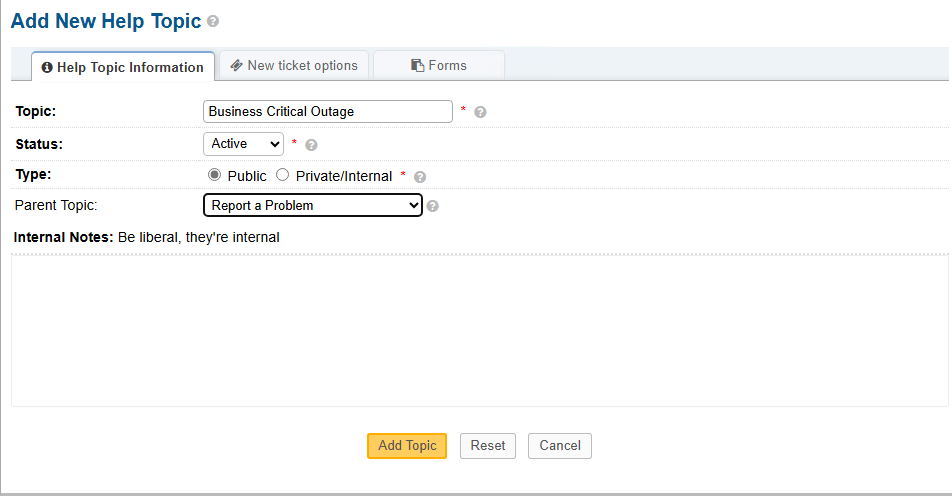 Add New Help Topic ?
Help Topic Information New ticket options Forms
Topic: Business Critical Outage * ?
Status: Active * ?
Type: Public Private/Internal * ?
Parent Topic: Report a Problem ?
Internal Notes: Be liberal, they're internal
Add Topic Reset Cancel